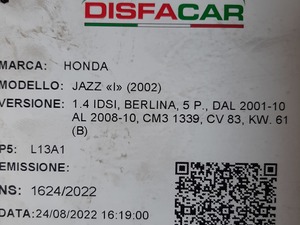 DISFACAR
MARCA: HONDA
MODELLO: JAZZ «I» (2002)
VERSIONE: 1.4 IDSI, BERLINA, 5 P., DAL 2001-10
AL 2008-10, CM3 1339, CV 83, KW. 61
(B)
P5: L13A1
EMISSIONE:
NS: 1624/2022
DATA: 24/08/2022 16:19:00